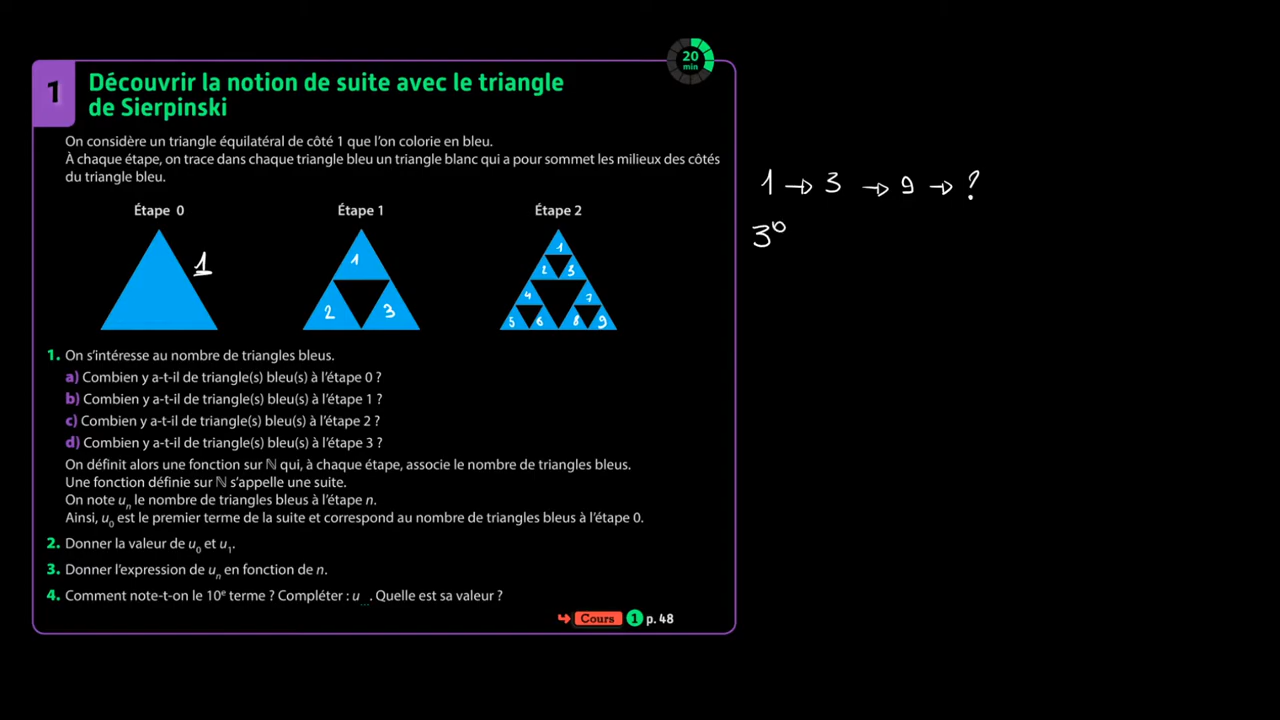 20
min
1
Découvrir la notion de suite avec le triangle
de Sierpinski
On considère un triangle équilatéral de côté 1 que l'on colorie en bleu.
À chaque étape, on trace dans chaque triangle bleu un triangle blanc qui a pour sommet les milieux des côtés
du triangle bleu.
Étape 0 Étape 1 Étape 2
1
1
2 3
1
2 3
4 7
5 6 8 9
1. On s'intéresse au nombre de triangles bleus.
a) Combien y a-t-il de triangle(s) bleu(s) à l'étape 0 ?
b) Combien y a-t-il de triangle(s) bleu(s) à l'étape 1 ?
c) Combien y a-t-il de triangle(s) bleu(s) à l'étape 2 ?
d) Combien y a-t-il de triangle(s) bleu(s) à l'étape 3 ?
On définit alors une fonction sur ℕ qui, à chaque étape, associe le nombre de triangles bleus.
Une fonction définie sur ℕ s'appelle une suite.
On note uₙ le nombre de triangles bleus à l'étape n.
Ainsi, u₀ est le premier terme de la suite et correspond au nombre de triangles bleus à l'étape 0.
2. Donner la valeur de u₀ et u₁.
3. Donner l'expression de uₙ en fonction de n.
4. Comment note-t-on le 10ᵉ terme ? Compléter : u... . Quelle est sa valeur ?
Cours 1 p. 48
1 → 3 → 9 → ?
3⁰